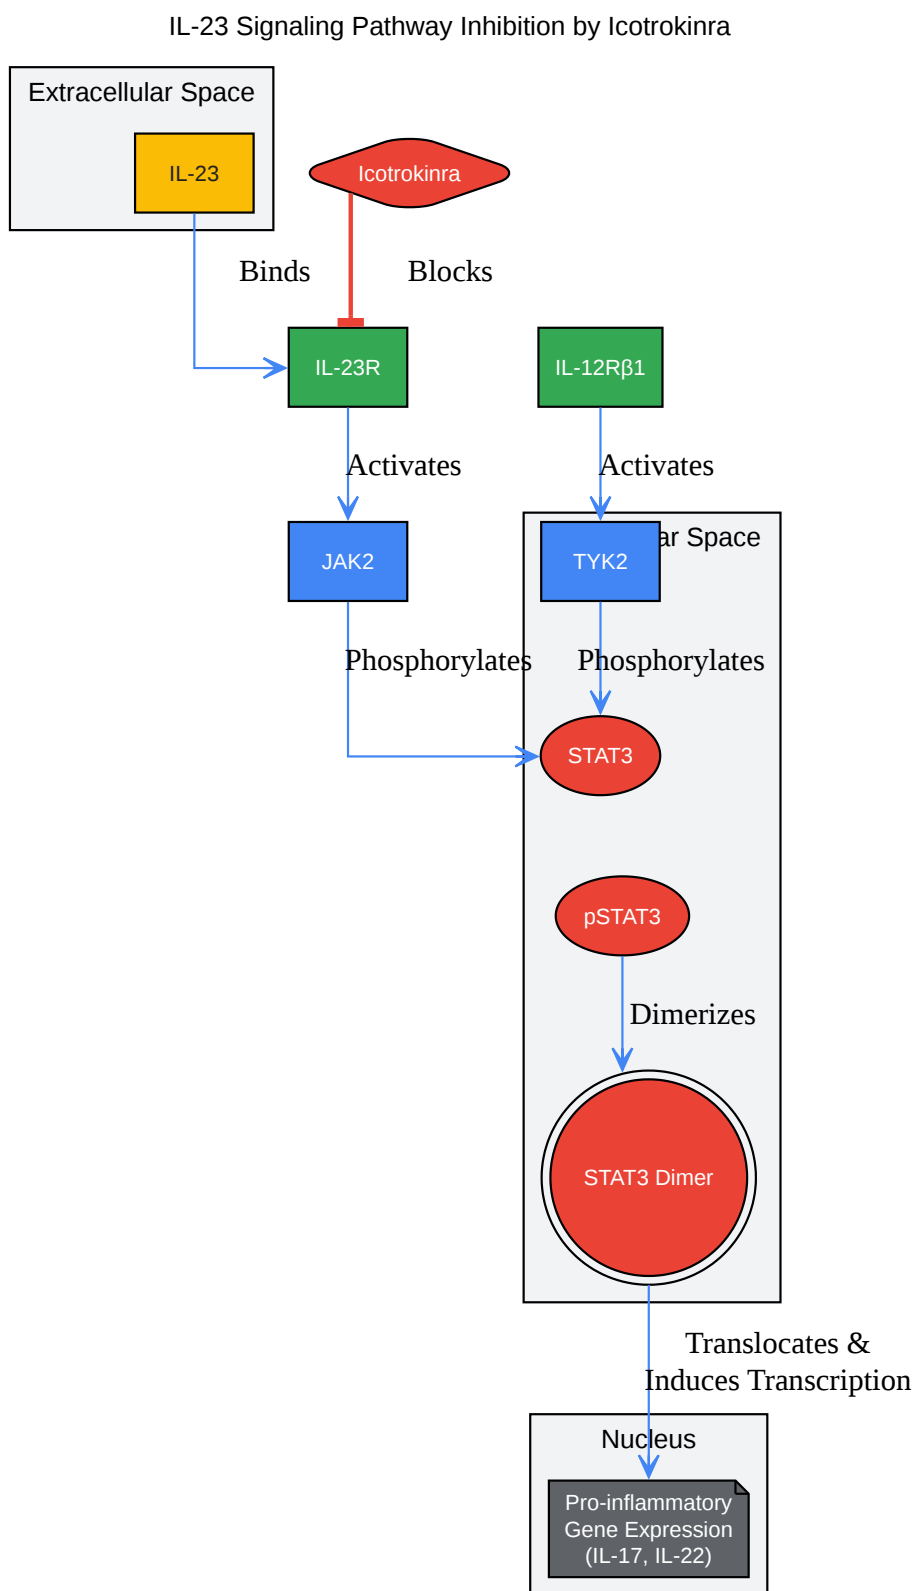 IL-23 Signaling Pathway Inhibition by Icotrokinra
Extracellular Space
IL-23
Icotrokinra
Binds
Blocks
IL-23R
IL-12Rβ1
Activates
Activates
ar Space
JAK2
TYK2
Phosphorylates
Phosphorylates
STAT3
pSTAT3
Dimerizes
STAT3 Dimer
Translocates &
Induces Transcription
Nucleus
Pro-inflammatory
Gene Expression
(IL-17, IL-22)